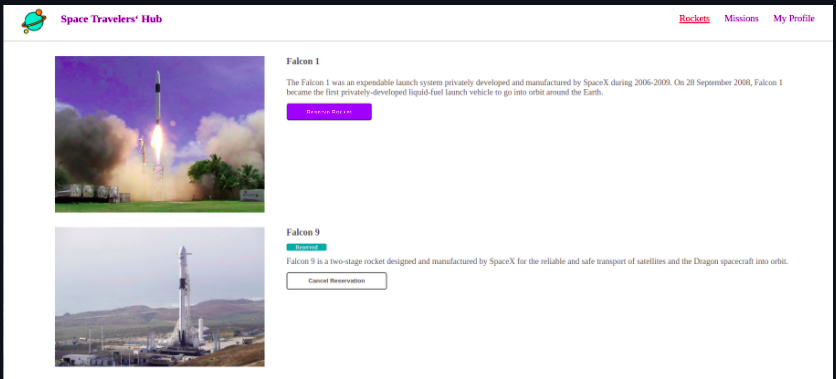 Space Travelers' Hub
Rockets Missions My Profile
Falcon 1
The Falcon 1 was an expendable launch system privately developed and manufactured by SpaceX during 2006-2009. On 28 September 2008, Falcon 1
became the first privately-developed liquid-fuel launch vehicle to go into orbit around the Earth.
Reserve Rocket
Falcon 9
Reserved
Falcon 9 is a two-stage rocket designed and manufactured by SpaceX for the reliable and safe transport of satellites and the Dragon spacecraft into orbit.
Cancel Reservation